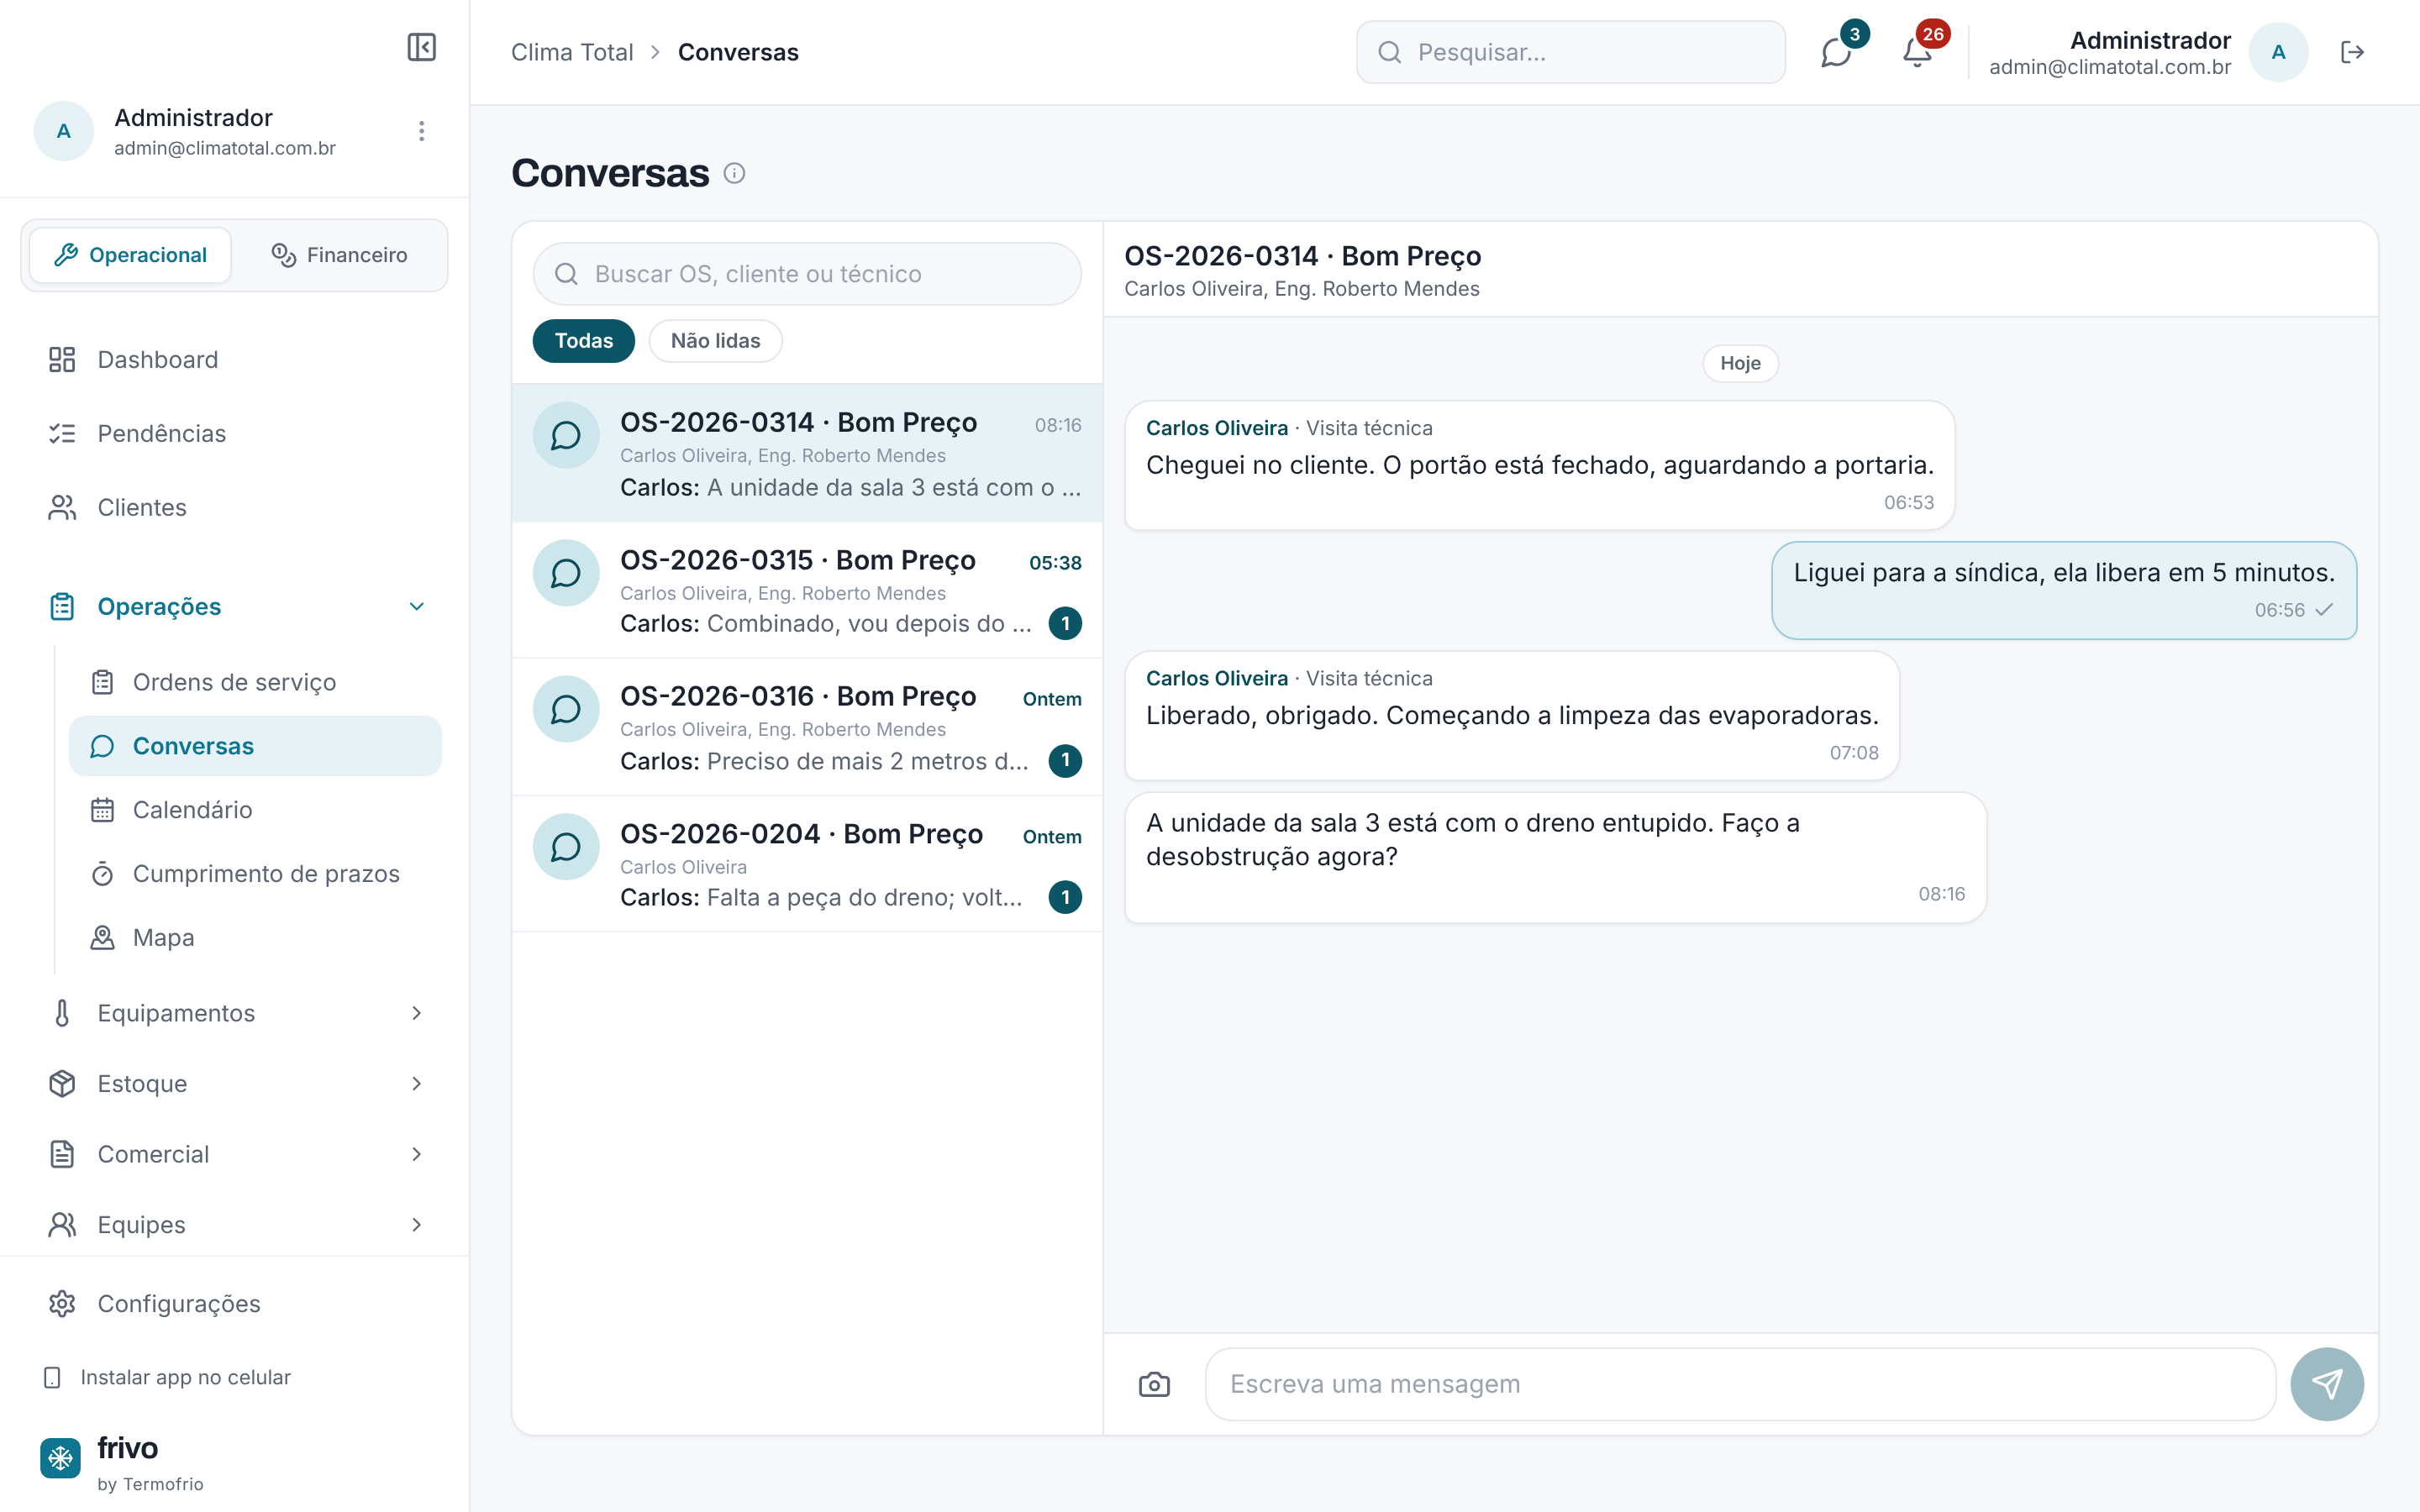 Administrador
admin@climatotal.com.br
A
Operacional
Financeiro
Dashboard
Pendências
Clientes
Operações
Ordens de serviço
Conversas
Calendário
Cumprimento de prazos
Mapa
Equipamentos
Estoque
Comercial
Equipes
Configurações
Instalar app no celular
frivo
by Termofrio
Clima Total > Conversas
Pesquisar...
3
26
Administrador
admin@climatotal.com.br
A
Conversas
Buscar OS, cliente ou técnico
Todas
Não lidas
OS-2026-0314 · Bom Preço 08:16
Carlos Oliveira, Eng. Roberto Mendes
Carlos: A unidade da sala 3 está com o ...
OS-2026-0315 · Bom Preço 05:38
Carlos Oliveira, Eng. Roberto Mendes
Carlos: Combinado, vou depois do ... 1
OS-2026-0316 · Bom Preço Ontem
Carlos Oliveira, Eng. Roberto Mendes
Carlos: Preciso de mais 2 metros d... 1
OS-2026-0204 · Bom Preço Ontem
Carlos Oliveira
Carlos: Falta a peça do dreno; volt... 1
OS-2026-0314 · Bom Preço
Carlos Oliveira, Eng. Roberto Mendes
Hoje
Carlos Oliveira · Visita técnica
Cheguei no cliente. O portão está fechado, aguardando a portaria.
06:53
Liguei para a síndica, ela libera em 5 minutos.
06:56
Carlos Oliveira · Visita técnica
Liberado, obrigado. Começando a limpeza das evaporadoras.
07:08
A unidade da sala 3 está com o dreno entupido. Faço a
desobstrução agora?
08:16
Escreva uma mensagem